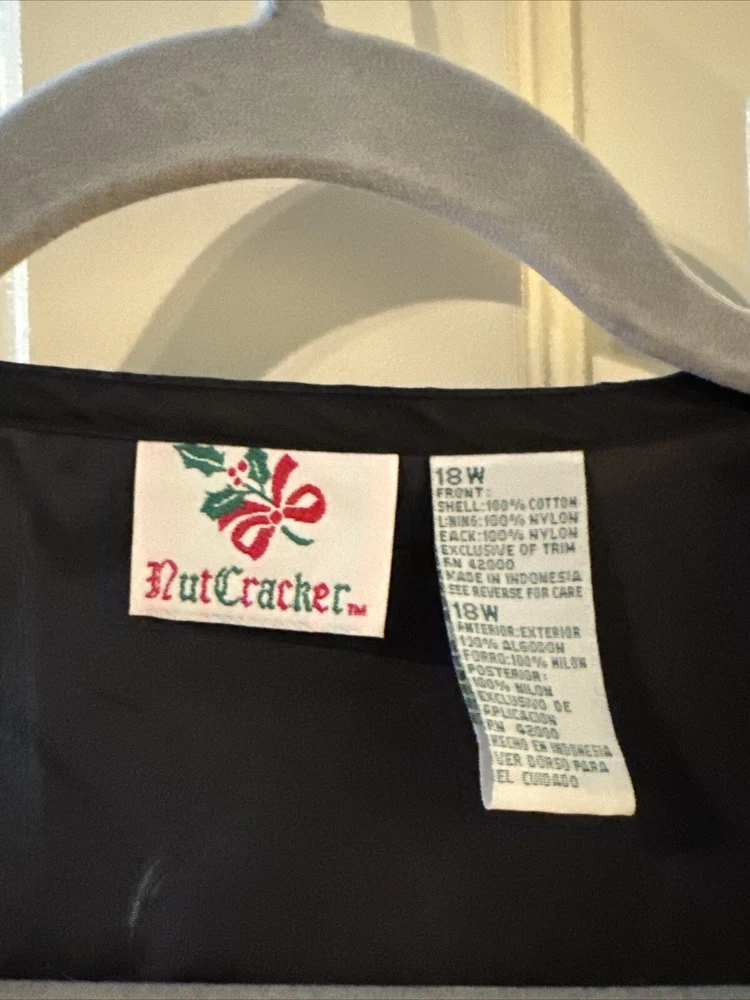 NutCracker™
18W
FRONT:
SHELL:100% COTTON
LNING:100% NYLON
BACK:100% NYLON
EXCLUSIVE OF TRIM
RN 42000
MADE IN INDONESIA
SEE REVERSE FOR CARE
18W
ANTERIOR:EXTERIOR
100% ALGODON
FORRO:100% NILON
POSTERIOR:
100% NILON
EXCLUSIVO DE
APLICACION
RN 42000
HECHO EN INDONESIA
VER DORSO PARA
EL CUIDADO